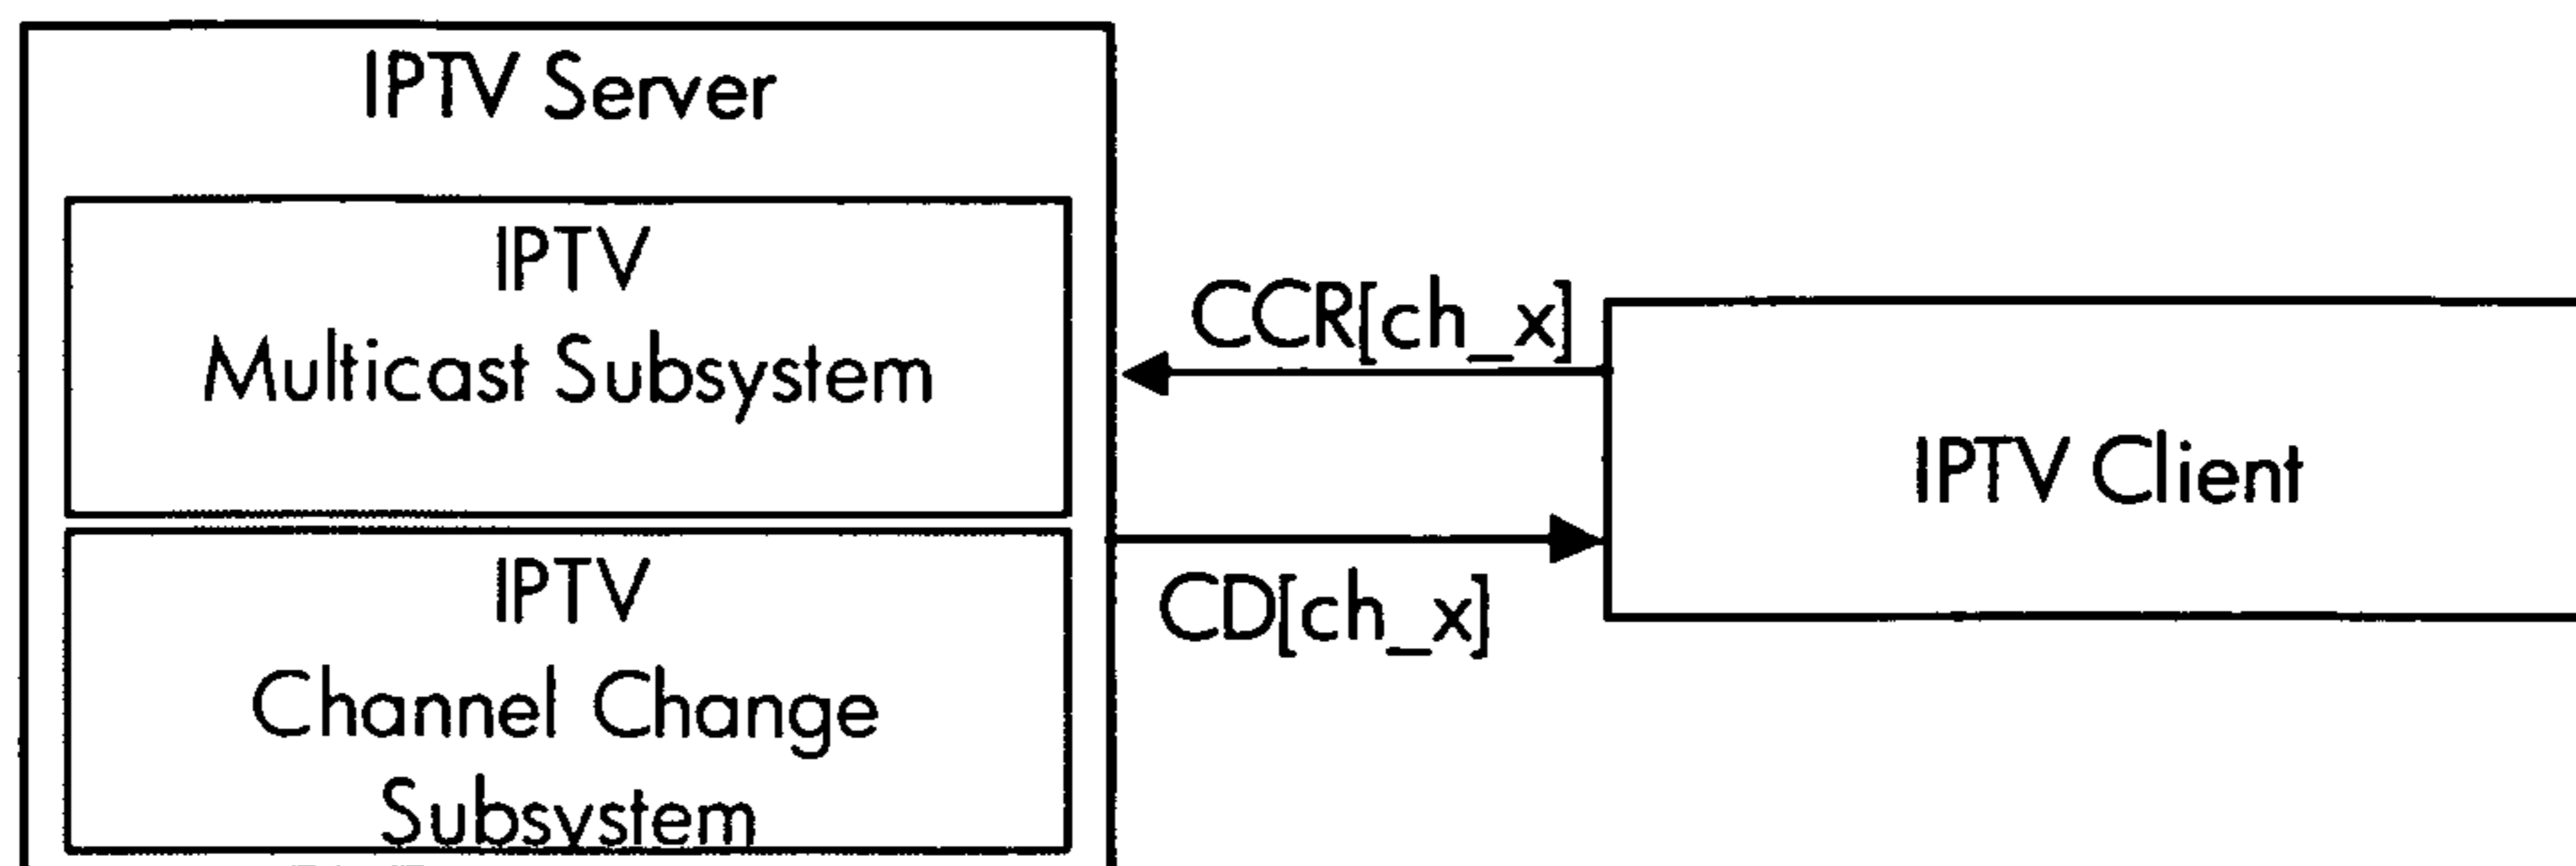 IPTV Server
IPTV
Multicast Subsystem
IPTV
Channel Change
Subsystem
CCR[ch_x]
CD[ch_x]
IPTV Client